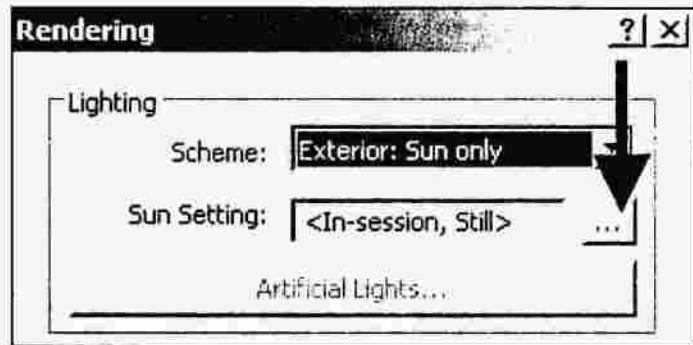 Rendering ? X
Lighting
Scheme: Exterior: Sun only
Sun Setting: <In-session, Still> ...
Artificial Lights...